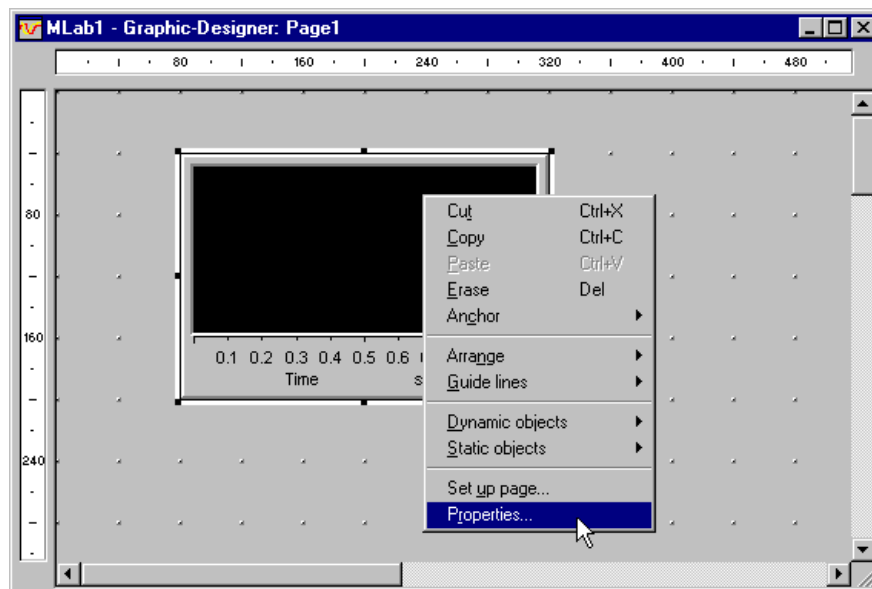 MLab1 - Graphic-Designer: Page1
80 160 240 320 400 480
80
160
240
0.1 0.2 0.3 0.4 0.5 0.6
Time
Cut Ctrl+X
Copy Ctrl+C
Paste Ctrl+V
Erase Del
Anchor
Arrange
Guide lines
Dynamic objects
Static objects
Set up page...
Properties...